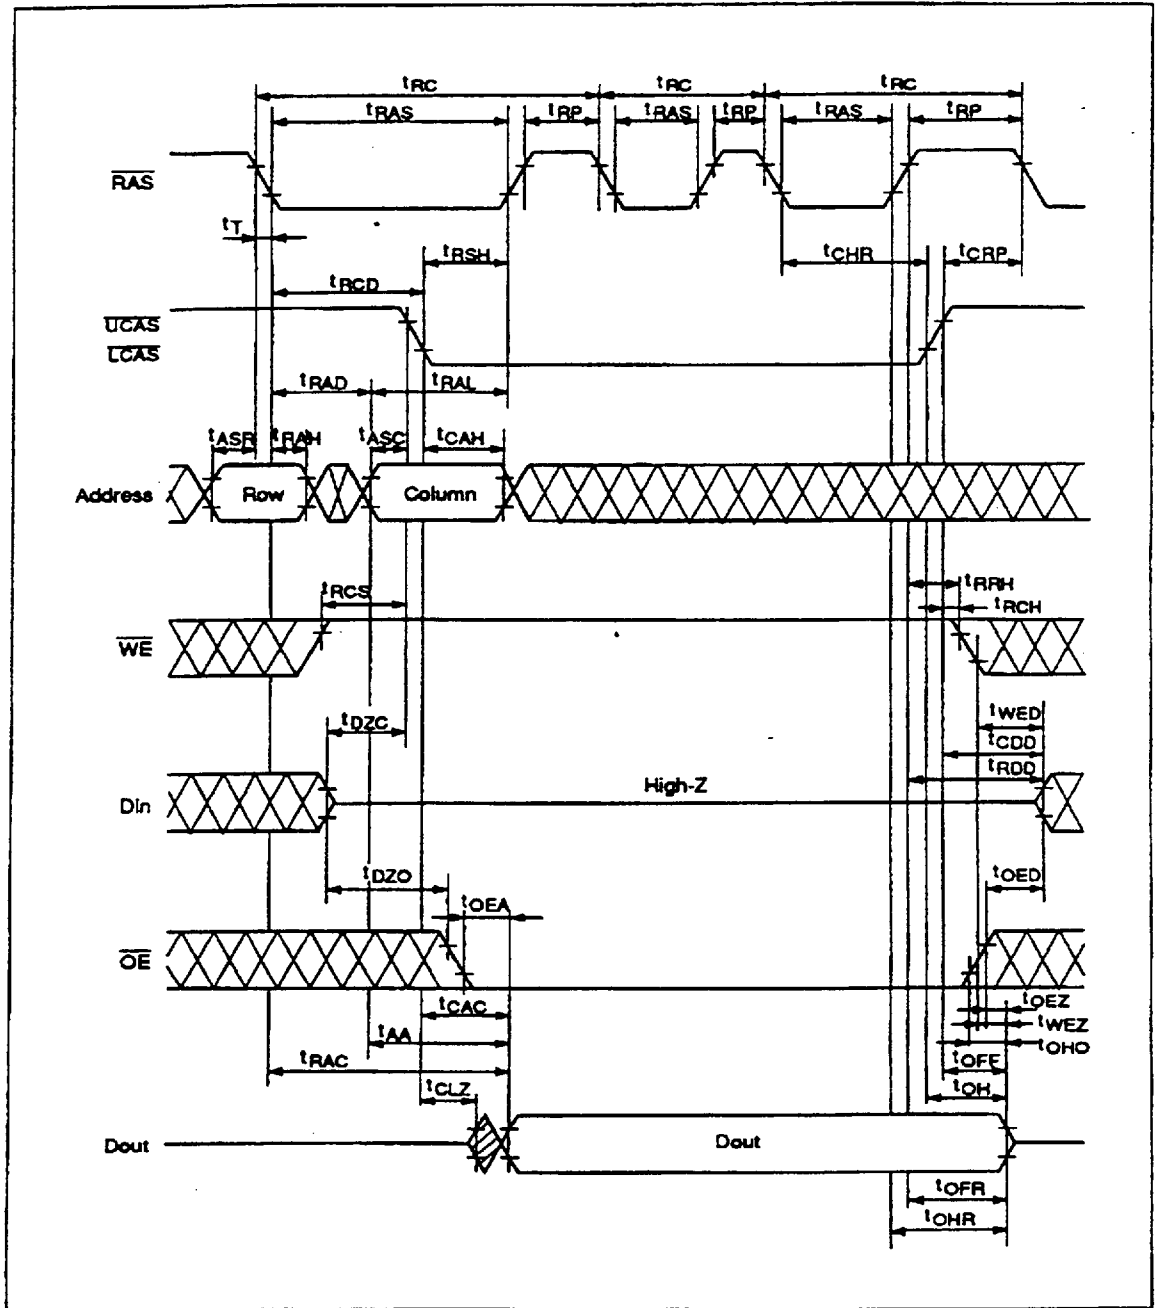 tRC tRC tRC
tRAS tRP tRAS tRP tRAS tRP
RAS
tT
tRSH tCHR tCRP
tRCD
UCAS
LCAS
tRAD tRAL
tASR tRAH tASC tCAH
Address Row Column
tRRH
tRCS
tRCH
WE
tWED
tDZC
tCDD
tRDD
High-Z
Din
tDZO tOED
tOEA
OE
tOEZ
tCAC
tWEZ
tAA
tOHO
tRAC
tOFF
tCLZ
tOH
Dout Dout
tOFR
tOHR